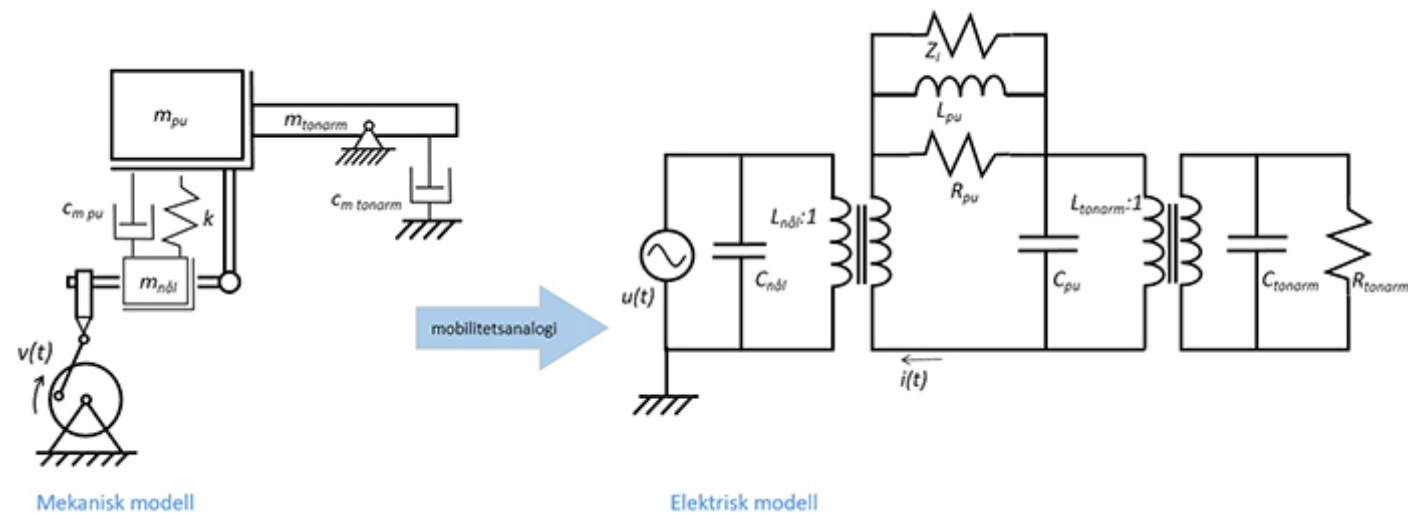 m_pu
m_tonarm
c_m pu
k
c_m tonarm
m_nål
v(t)
Mekanisk modell
mobilitetsanalogi
Z_i
L_pu
R_pu
L_nål:1
L_tonarm:1
u(t)
C_nål
C_pu
C_tonarm
R_tonarm
i(t)
Elektrisk modell